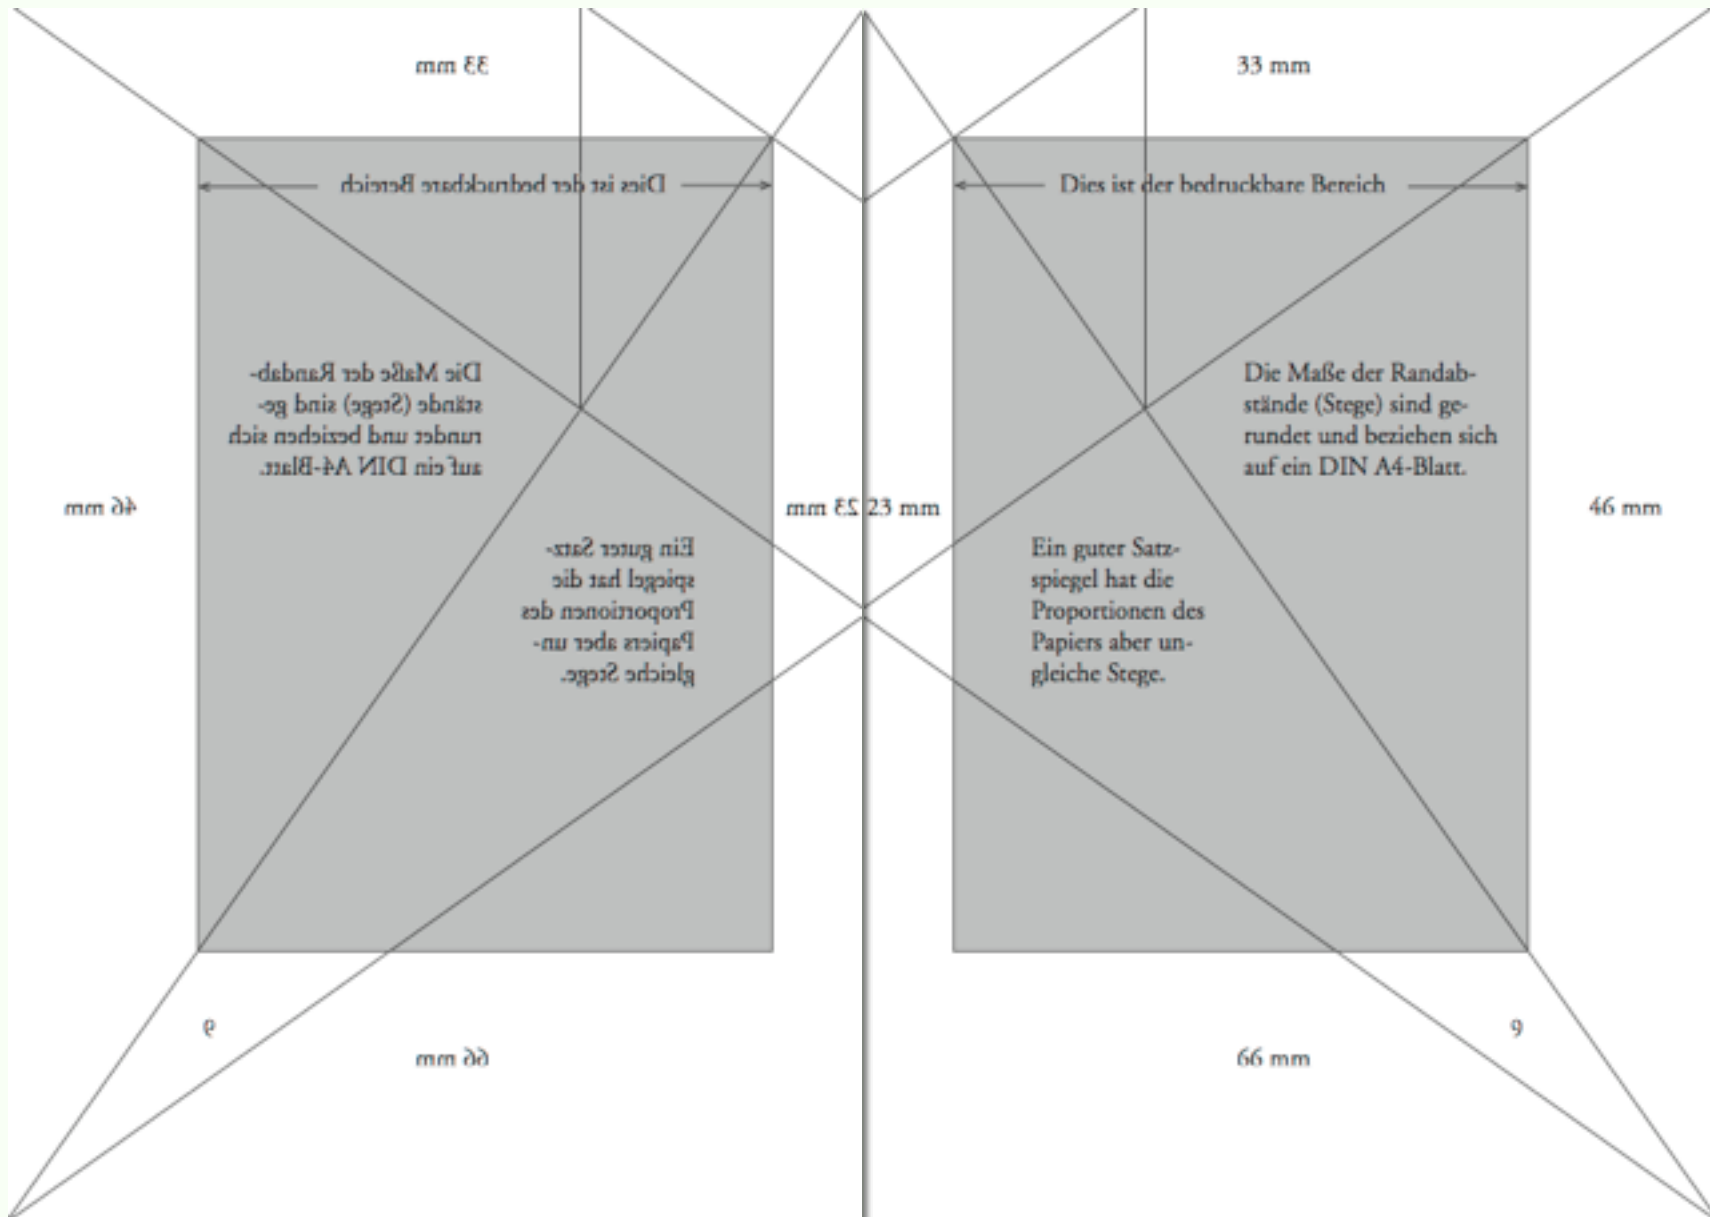 33 mm
Dies ist der bedruckbare Bereich
Die Maße der Randab-
stände (Stege) sind ge-
rundet und beziehen sich
auf ein DIN A4-Blatt.
46 mm
23 mm
Ein guter Satz-
spiegel hat die
Proportionen des
Papiers aber un-
gleiche Stege.
9
66 mm
33 mm
Dies ist der bedruckbare Bereich
Die Maße der Randab-
stände (Stege) sind ge-
rundet und beziehen sich
auf ein DIN A4-Blatt.
23 mm
46 mm
Ein guter Satz-
spiegel hat die
Proportionen des
Papiers aber un-
gleiche Stege.
9
66 mm